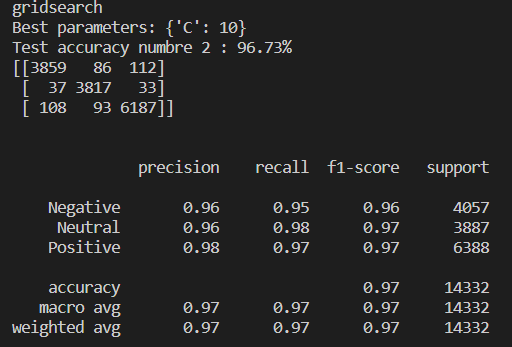 gridsearch
Best parameters: {'C': 10}
Test accuracy numbre 2 : 96.73%
[[3859   86  112]
 [  37 3817   33]
 [ 108   93 6187]]
              precision    recall  f1-score   support
    Negative       0.96      0.95      0.96      4057
     Neutral       0.96      0.98      0.97      3887
    Positive       0.98      0.97      0.97      6388
    accuracy                           0.97     14332
   macro avg       0.97      0.97      0.97     14332
weighted avg       0.97      0.97      0.97     14332